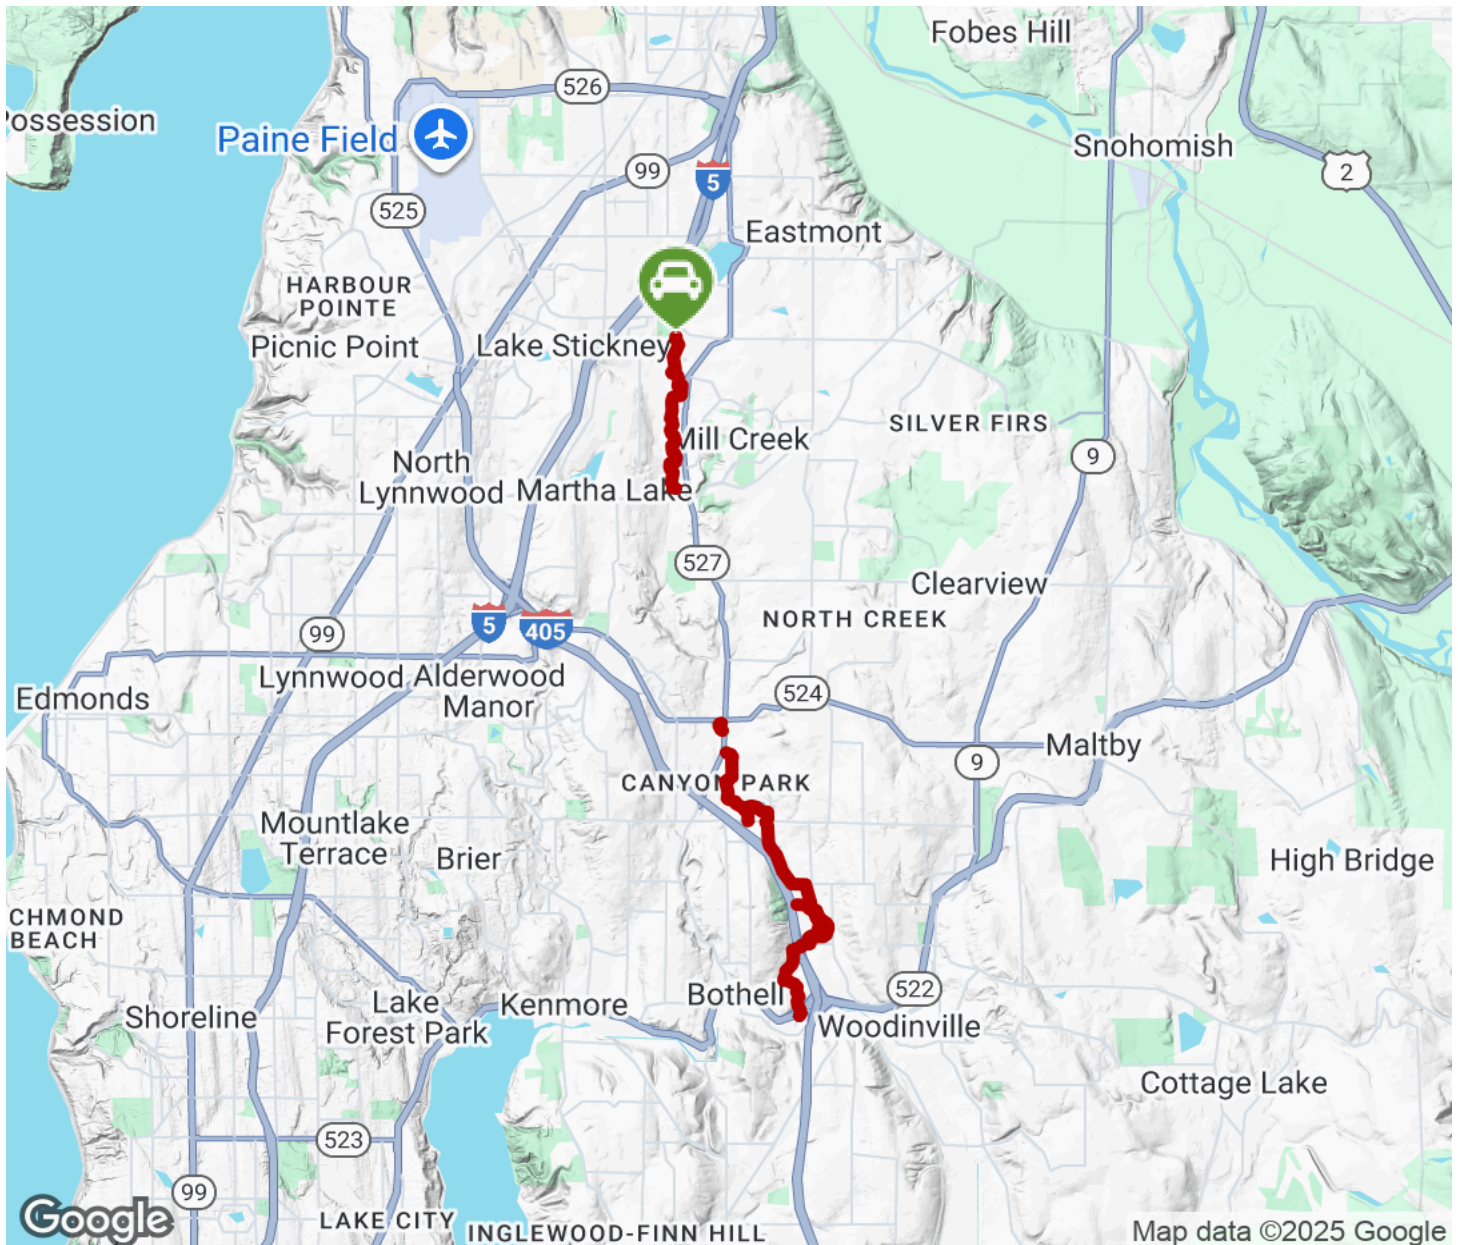 Fobes Hill
526
Possession
Paine Field
Snohomish
99
2
5
525
Eastmont
HARBOUR
POINTE
Picnic Point
Lake Stickney
SILVER FIRS
Mill Creek
9
North
Lynnwood
Martha Lake
527
Clearview
NORTH CREEK
5
405
99
Lynnwood
Alderwood
Manor
524
Edmonds
Maltby
9
CANYON PARK
Mountlake
Terrace
Brier
High Bridge
CHMOND
BEACH
Bothell
522
Lake
Forest Park
Kenmore
Shoreline
Woodinville
Cottage Lake
523
99
Google
LAKE CITY
INGLEWOOD-FINN HILL
Map data ©2025 Google